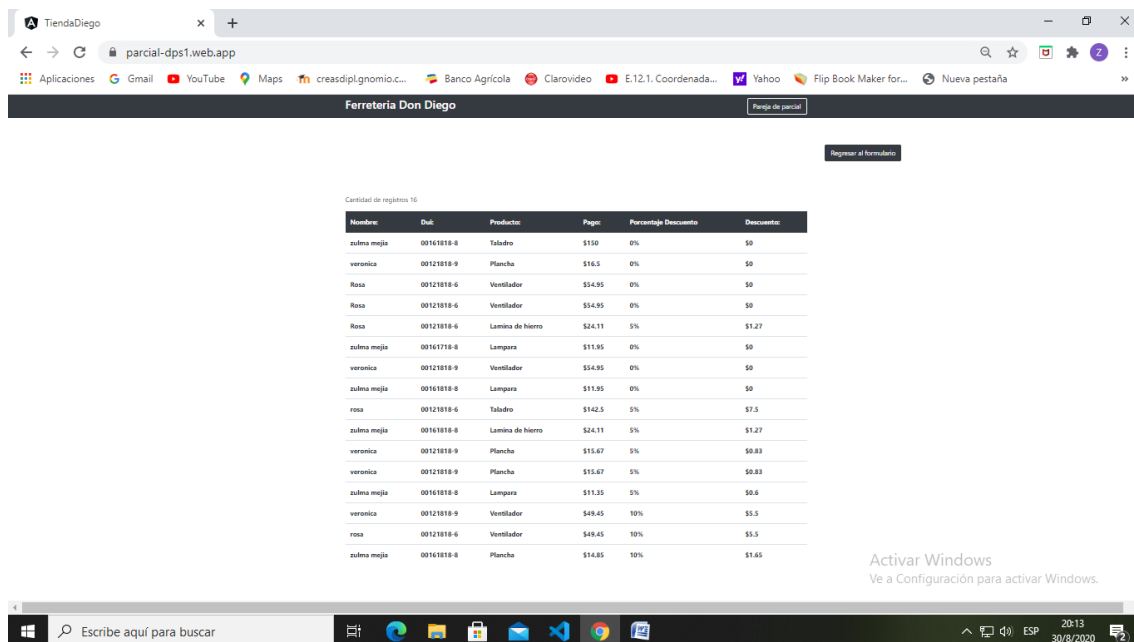 TiendaDiego
parcial-dps1.web.app
Z
Aplicaciones Gmail YouTube Maps creasdipl.gnomio.c... Banco Agrícola Clarovideo E.12.1. Coordenada... Yahoo Flip Book Maker for... Nueva pestaña »
Ferreteria Don Diego Pareja de parcial
Regresar al formulario
Cantidad de registros 16
Nombre: Dui: Producto: Pago: Porcentaje Descuento Descuento:
zulma mejia 00161818-8 Taladro $150 0% $0
veronica 00121818-9 Plancha $16.5 0% $0
Rosa 00121818-6 Ventilador $54.95 0% $0
Rosa 00121818-6 Ventilador $54.95 0% $0
Rosa 00121818-6 Lamina de hierro $24.11 5% $1.27
zulma mejia 00161718-8 Lampara $11.95 0% $0
veronica 00121818-9 Ventilador $54.95 0% $0
zulma mejia 00161818-8 Lampara $11.95 0% $0
rosa 00121818-6 Taladro $142.5 5% $7.5
zulma mejia 00161818-8 Lamina de hierro $24.11 5% $1.27
veronica 00121818-9 Plancha $15.67 5% $0.83
veronica 00121818-9 Plancha $15.67 5% $0.83
zulma mejia 00161818-8 Lampara $11.35 5% $0.6
veronica 00121818-9 Ventilador $49.45 10% $5.5
rosa 00121818-6 Ventilador $49.45 10% $5.5
zulma mejia 00161818-8 Plancha $14.85 10% $1.65
Activar Windows
Ve a Configuración para activar Windows.
Escribe aquí para buscar
ESP
20:13
30/8/2020
2